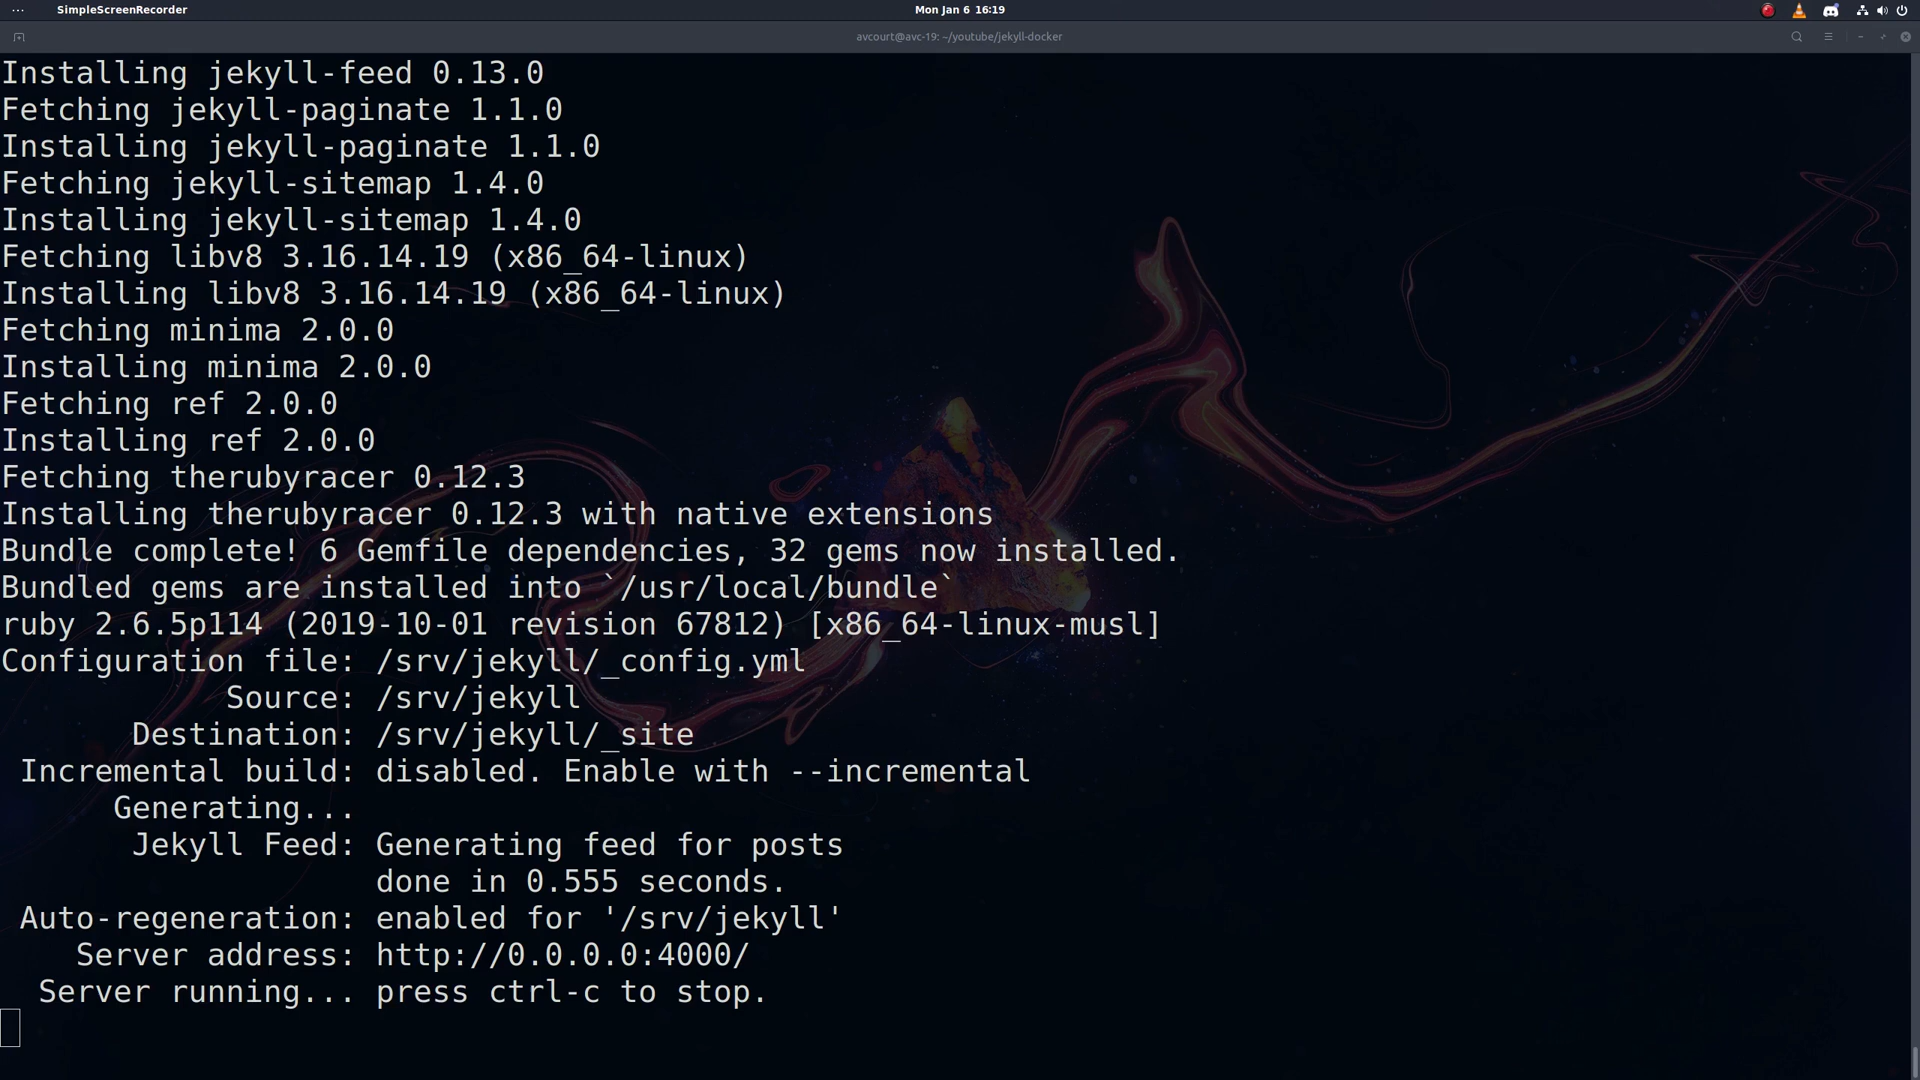 SimpleScreenRecorder
Mon Jan 6 16:19
avcourt@avc-19: ~/youtube/jekyll-docker
Installing jekyll-feed 0.13.0
Fetching jekyll-paginate 1.1.0
Installing jekyll-paginate 1.1.0
Fetching jekyll-sitemap 1.4.0
Installing jekyll-sitemap 1.4.0
Fetching libv8 3.16.14.19 (x86_64-linux)
Installing libv8 3.16.14.19 (x86_64-linux)
Fetching minima 2.0.0
Installing minima 2.0.0
Fetching ref 2.0.0
Installing ref 2.0.0
Fetching therubyracer 0.12.3
Installing therubyracer 0.12.3 with native extensions
Bundle complete! 6 Gemfile dependencies, 32 gems now installed.
Bundled gems are installed into `/usr/local/bundle`
ruby 2.6.5p114 (2019-10-01 revision 67812) [x86_64-linux-musl]
Configuration file: /srv/jekyll/_config.yml
Source: /srv/jekyll
Destination: /srv/jekyll/_site
Incremental build: disabled. Enable with --incremental
Generating...
Jekyll Feed: Generating feed for posts
done in 0.555 seconds.
Auto-regeneration: enabled for '/srv/jekyll'
Server address: http://0.0.0.0:4000/
Server running... press ctrl-c to stop.